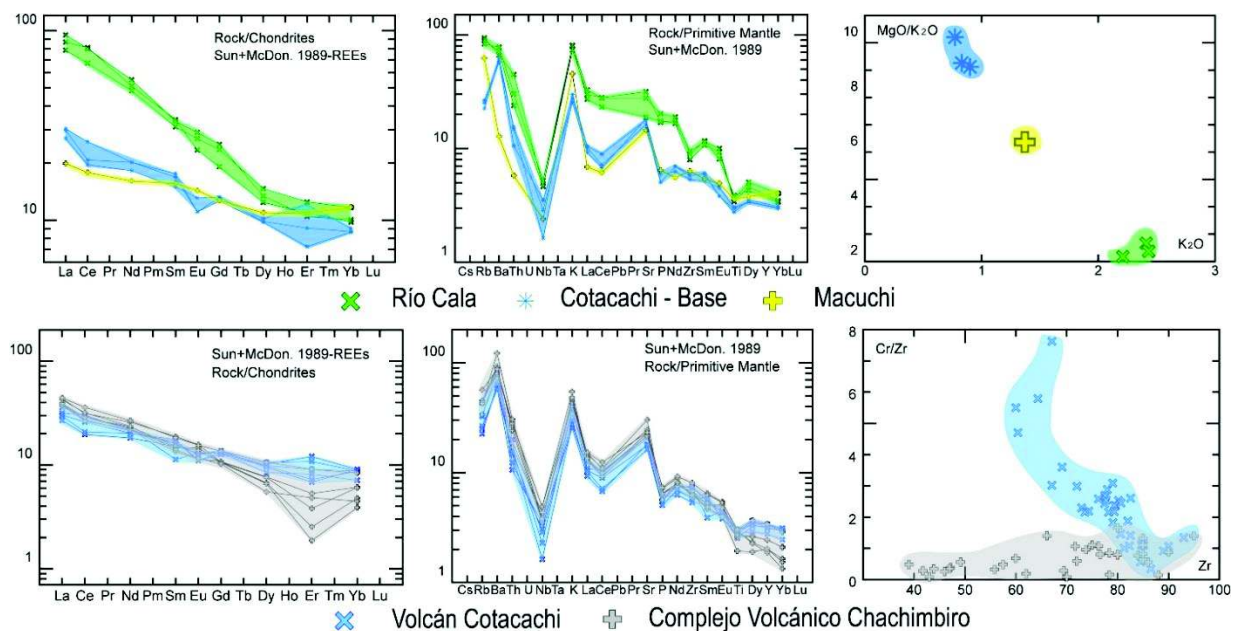 Rock/Chondrites
Sun+McDon. 1989-REEs
100
10
La Ce Pr Nd Pm Sm Eu Gd Tb Dy Ho Er Tm Yb Lu
Rock/Primitive Mantle
Sun+McDon. 1989
100
10
1
Cs Rb Ba Th U Nb Ta K La Ce Pb Pr Sr P Nd Zr Sm Eu Ti Dy Y Yb Lu
MgO/K2O
10
8
6
4
2
K2O
0 1 2 3
Río Cala
Cotacachi - Base
Macuchi
Sun+McDon. 1989-REEs
Rock/Chondrites
100
10
1
La Ce Pr Nd Pm Sm Eu Gd Tb Dy Ho Er Tm Yb Lu
Sun+McDon. 1989
Rock/Primitive Mantle
100
10
1
Cs Rb Ba Th U Nb Ta K La Ce Pb Pr Sr P Nd Zr Sm Eu Ti Dy Y Yb Lu
Cr/Zr
8
6
4
2
0
Zr
30 40 50 60 70 80 90 100
Volcán Cotacachi
Complejo Volcánico Chachimbiro